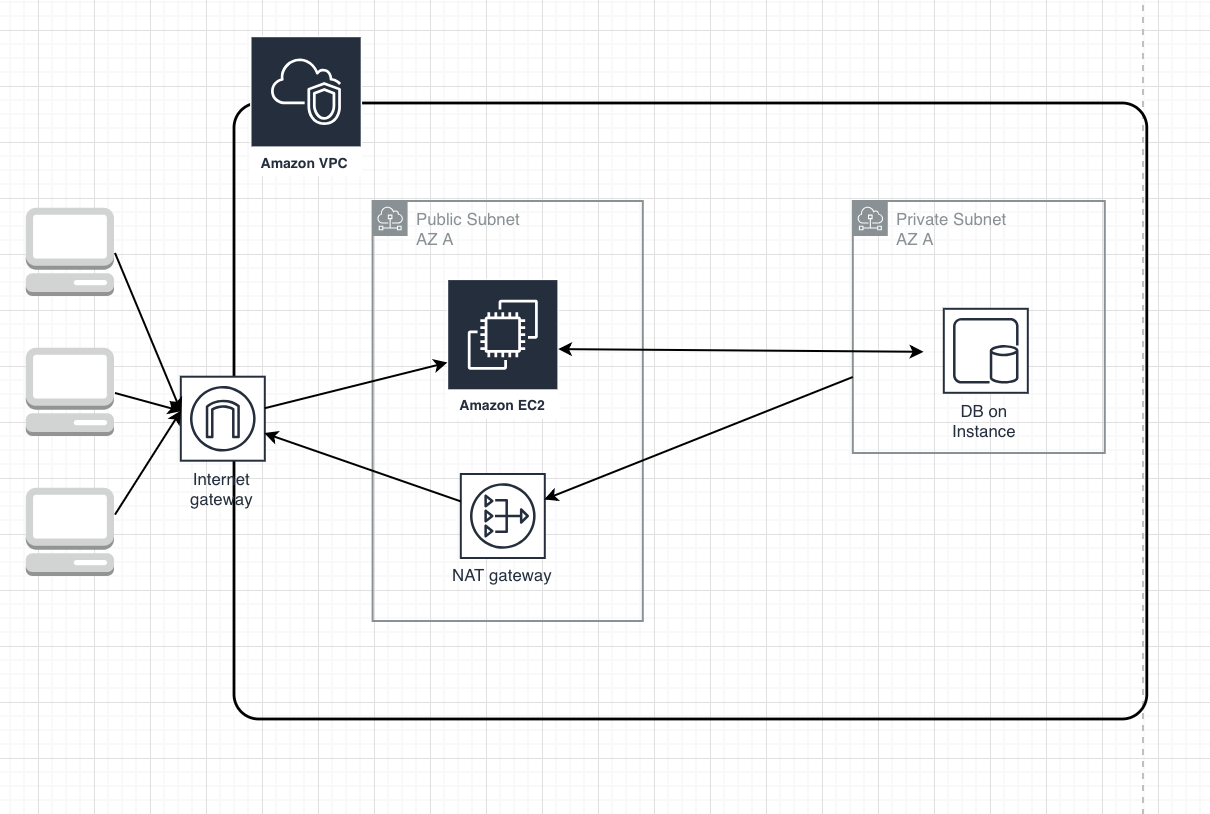 Amazon VPC
Public Subnet
AZ A
Private Subnet
AZ A
Amazon EC2
DB on
Instance
Internet
gateway
NAT gateway